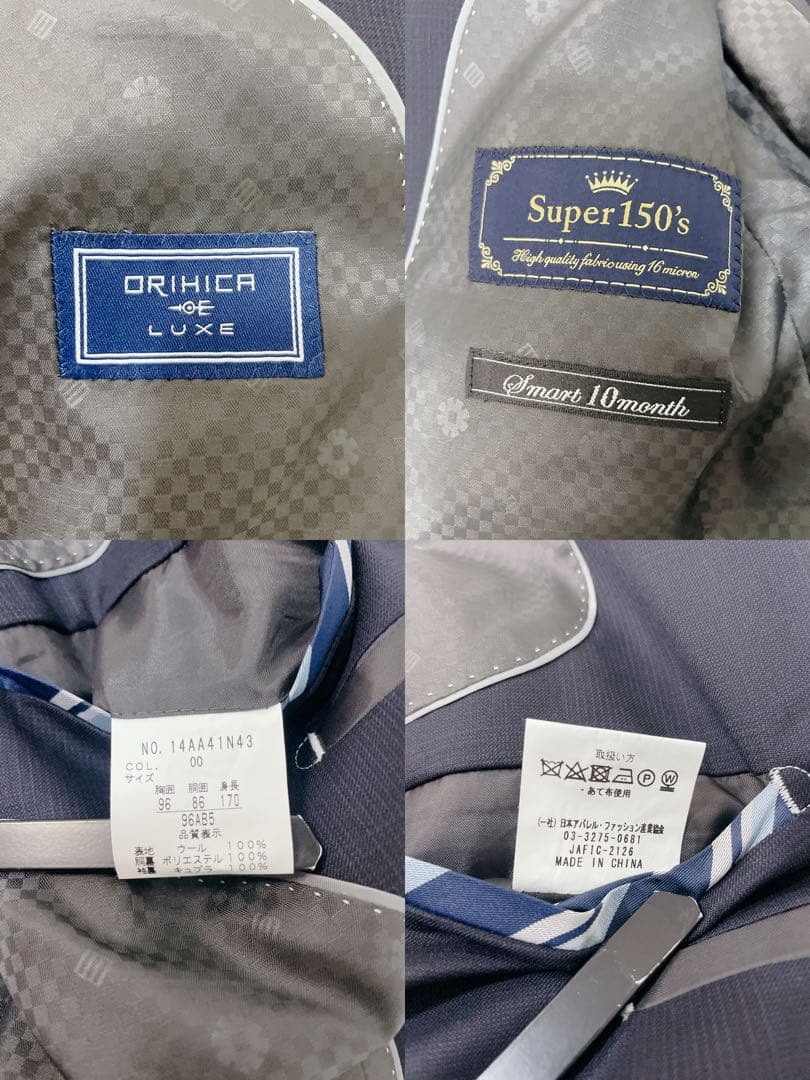 ORIHICA
DE
LUXE
Super150's
High quality fabric using 16 micron
Smart 10month
NO. 14AA41N43
COL. 00
サイズ
胸囲 胴囲 身長
96 86 170
96AB5
品質表示
表地 ウール 100%
胴裏 ポリエステル 100%
袖裏 キュプラ 100%
取扱い方
・あて布使用
(一社)日本アパレル・ファッション産業協会
03-3275-0681
JAFIC-2126
MADE IN CHINA